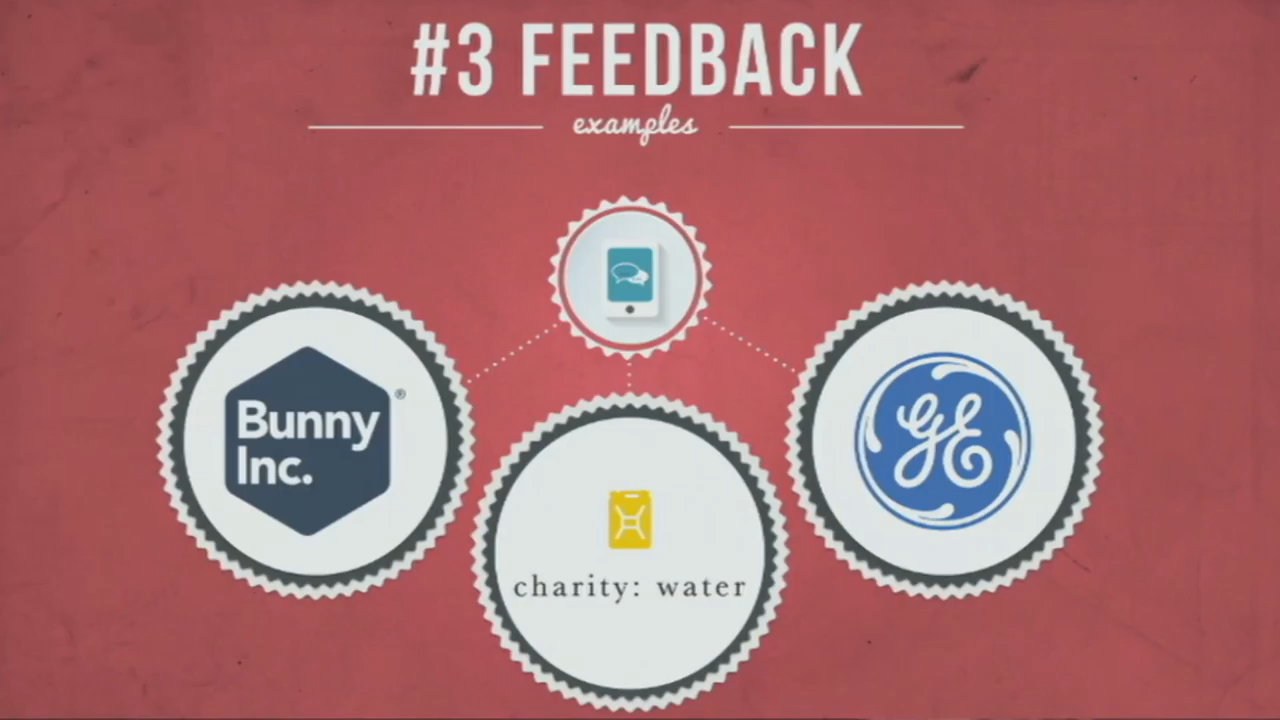 #3 FEEDBACK
examples
Bunny
Inc.
®
charity: water
GE